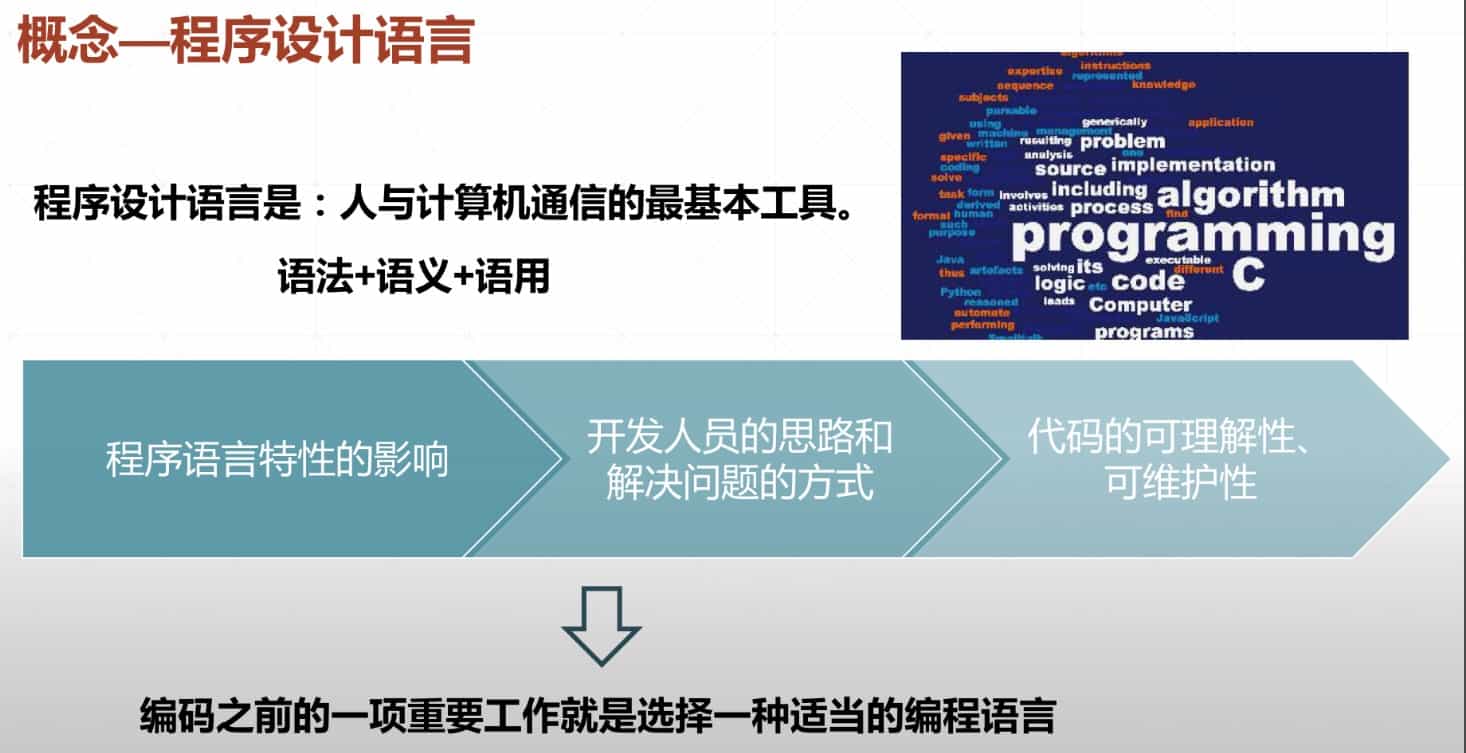 概念—程序设计语言
程序设计语言是：人与计算机通信的最基本工具。
语法+语义+语用
algorithms
expertise instructions
represented
sequence knowledge
subjects
parsable
using generically application
given machine management
written resulting problem
specific analysis one
coding source implementation
solve
task form involves including algorithm
derived activities process find
formal human
such programming
purpose
Java executable
thus artefacts solving its different
logic etc code C
Python
reasoned leads Computer
automate JavaScript
performing programs
Smalltalk
程序语言特性的影响
开发人员的思路和
解决问题的方式
代码的可理解性、
可维护性
编码之前的一项重要工作就是选择一种适当的编程语言